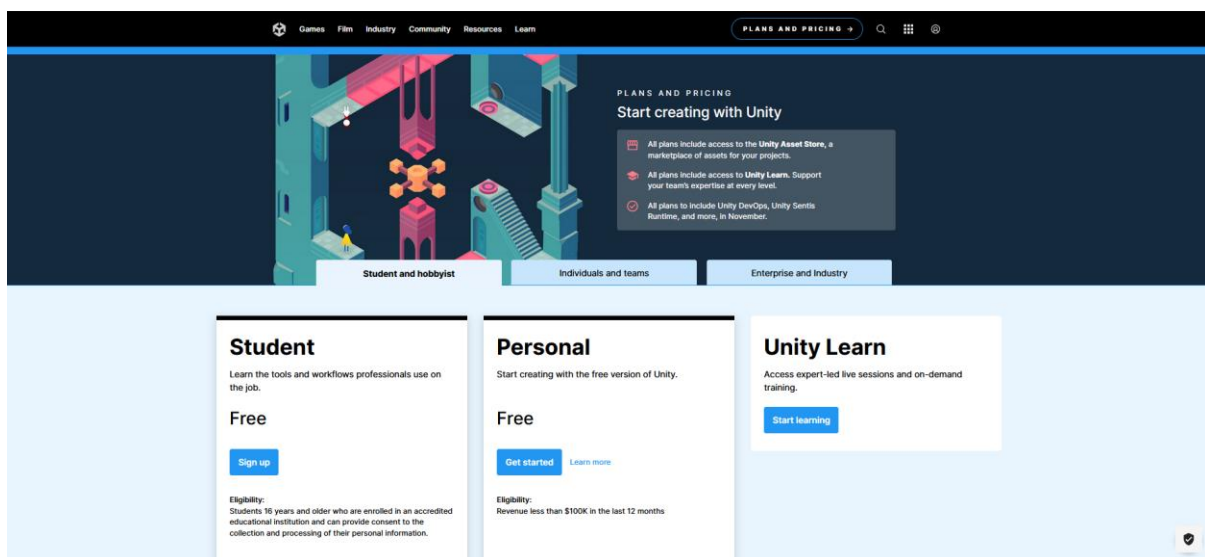 Games Film Industry Community Resources Learn
PLANS AND PRICING →
PLANS AND PRICING
Start creating with Unity
All plans include access to the Unity Asset Store, a
marketplace of assets for your projects.
All plans include access to Unity Learn. Support
your team's expertise at every level.
All plans to include Unity DevOps, Unity Sentis
Runtime, and more, in November.
Student and hobbyist
Individuals and teams
Enterprise and Industry
Student
Learn the tools and workflows professionals use on
the job.
Free
Sign up
Eligibility:
Students 16 years and older who are enrolled in an accredited
educational institution and can provide consent to the
collection and processing of their personal information.
Personal
Start creating with the free version of Unity.
Free
Get started Learn more
Eligibility:
Revenue less than $100K in the last 12 months
Unity Learn
Access expert-led live sessions and on-demand
training.
Start learning